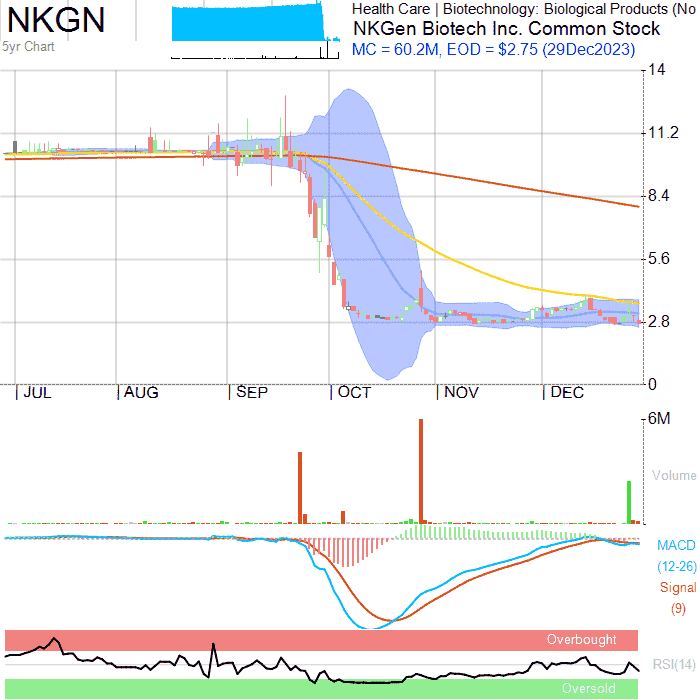 NKGN
5yr Chart
Health Care | Biotechnology: Biological Products (No
NKGen Biotech Inc. Common Stock
MC = 60.2M, EOD = $2.75 (29Dec2023)
14
11.2
8.4
5.6
2.8
0
JUL AUG SEP OCT NOV DEC
6M
Volume
MACD
(12-26)
Signal
(9)
Overbought
RSI(14)
Oversold